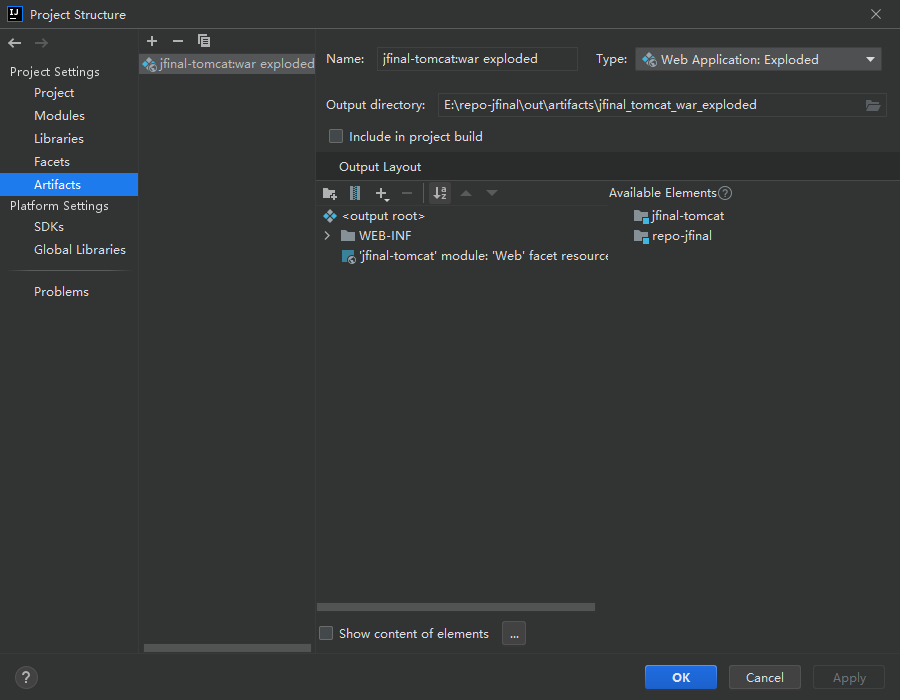 Project Structure
Project Settings
Project
Modules
Libraries
Facets
Artifacts
Platform Settings
SDKs
Global Libraries
Problems
jfinal-tomcat:war exploded
Name: jfinal-tomcat:war exploded Type: Web Application: Exploded
Output directory: E:\repo-jfinal\out\artifacts\jfinal_tomcat_war_exploded
Include in project build
Output Layout
Available Elements
<output root>
WEB-INF
'jfinal-tomcat' module: 'Web' facet resource
jfinal-tomcat
repo-jfinal
Show content of elements ...
OK Cancel Apply